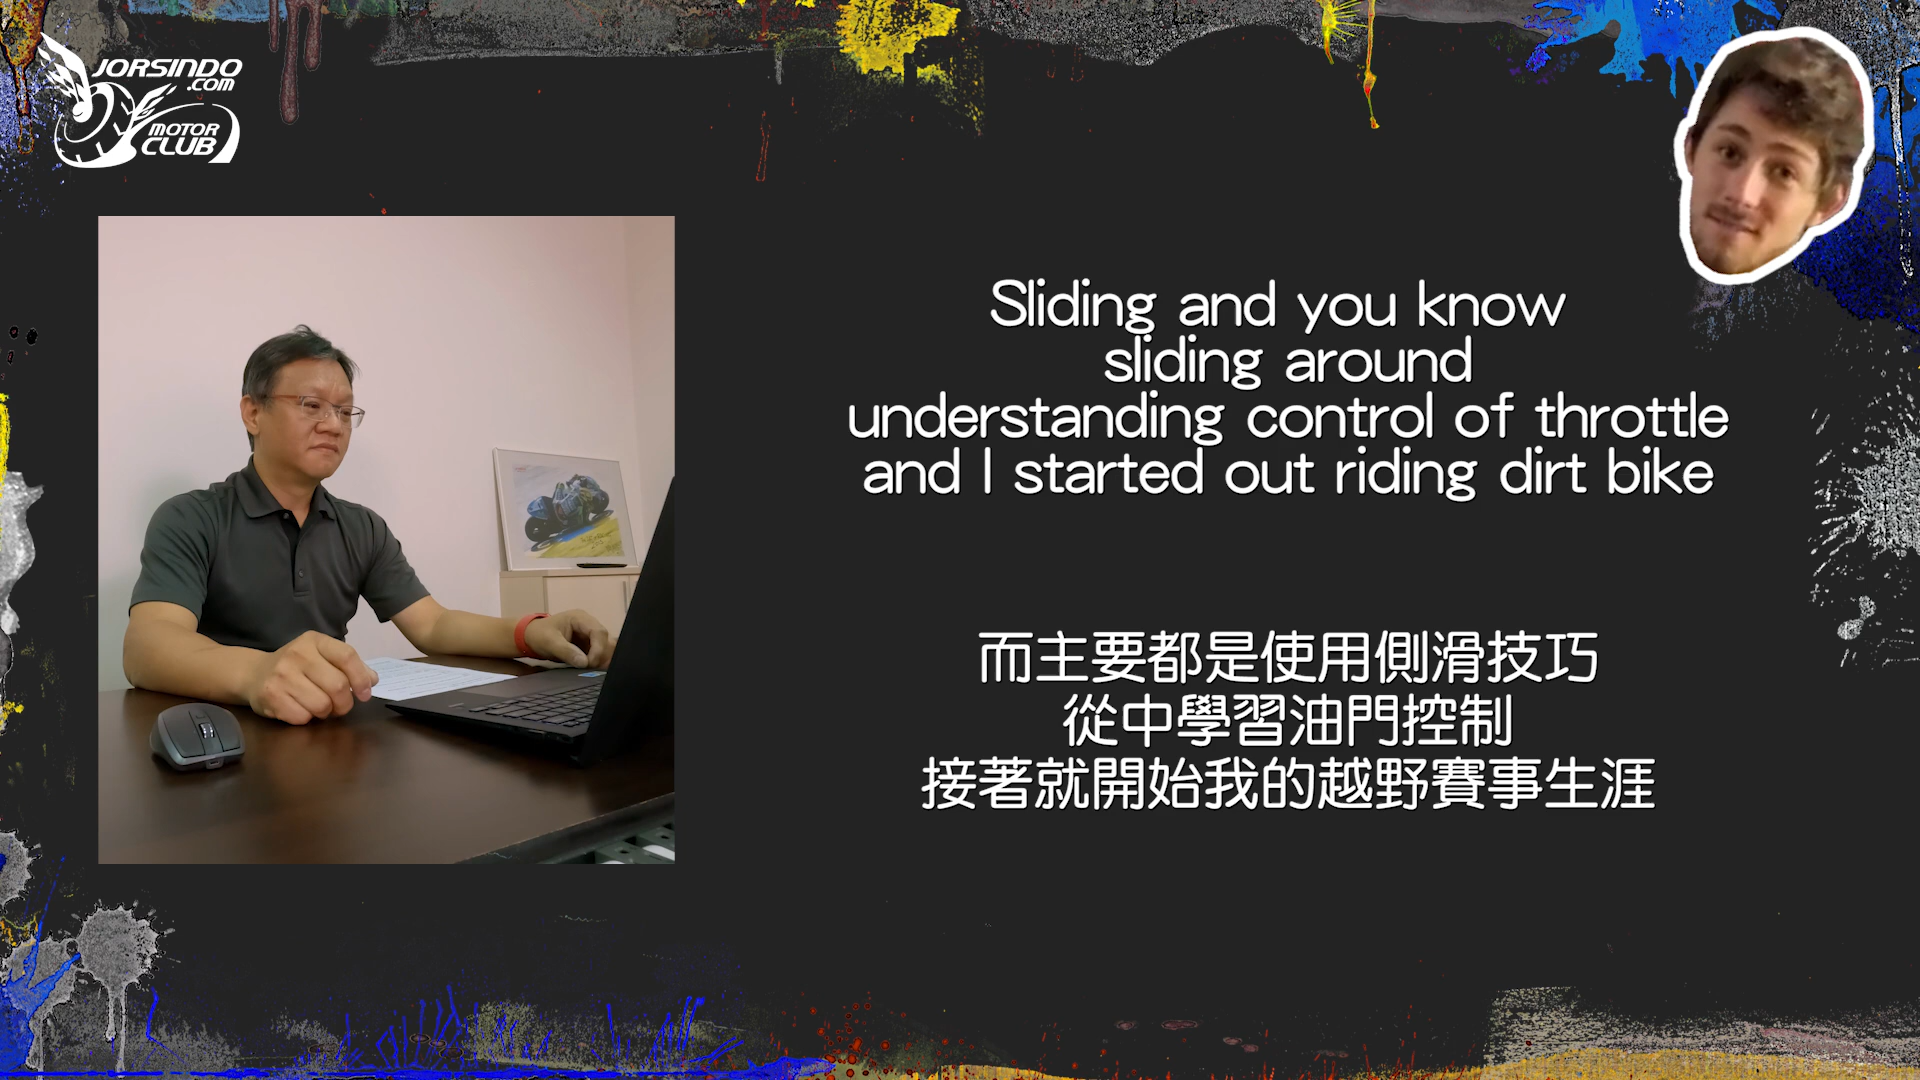 JORSINDO
.COM
MOTOR
CLUB
Sliding and you know
sliding around
understanding control of throttle
and I started out riding dirt bike
而主要都是使用側滑技巧
從中學習油門控制
接著就開始我的越野賽事生涯